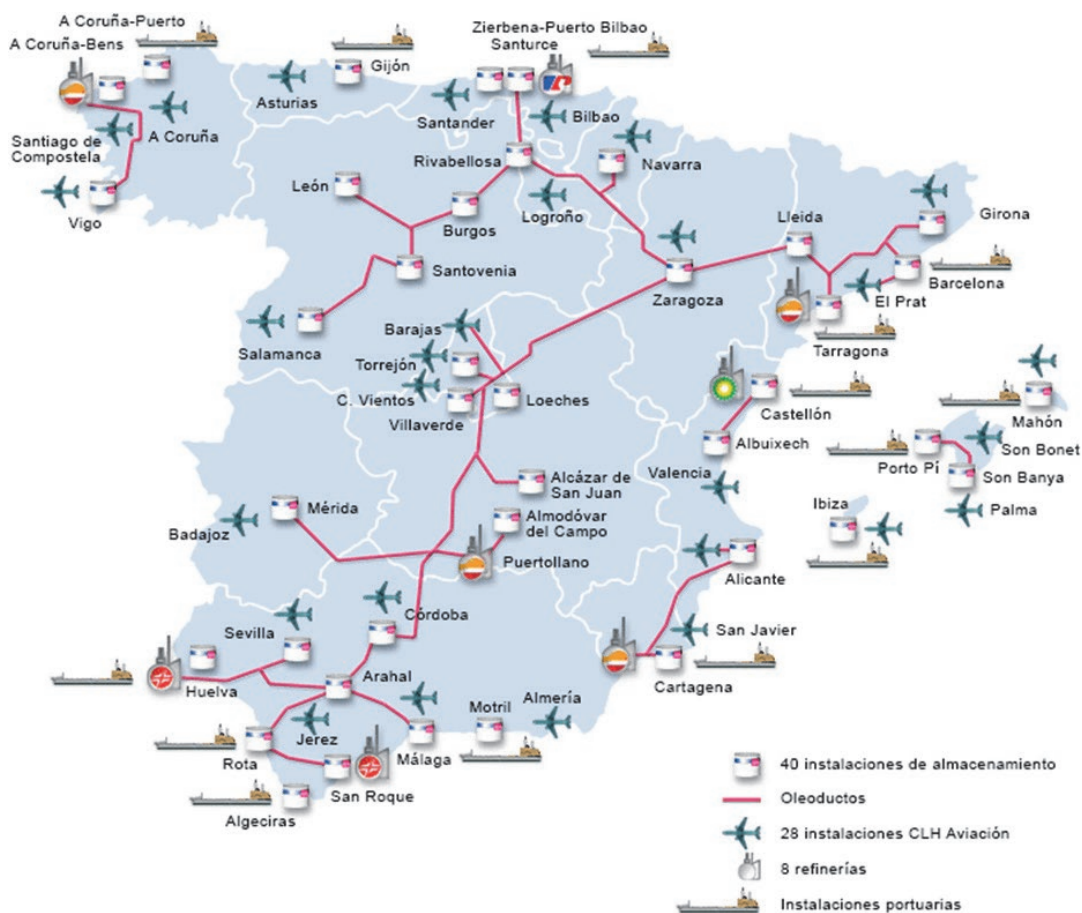 A Coruña-Puerto
A Coruña-Bens
Zierbena-Puerto Bilbao
Santurce
Gijón
Asturias
Santander
Bilbao
Santiago de
Compostela
A Coruña
Rivabellosa
Navarra
Vigo
León
Burgos
Logroño
Lleida
Girona
Santovenia
Zaragoza
El Prat
Barcelona
Salamanca
Barajas
Tarragona
Torrejón
C. Vientos
Villaverde
Loeches
Castellón
Albuixech
Mahón
Son Bonet
Porto Pí
Son Banya
Valencia
Palma
Alcázar de
San Juan
Mérida
Almodóvar
del Campo
Badajoz
Puertollano
Ibiza
Alicante
Córdoba
San Javier
Sevilla
Huelva
Arahal
Cartagena
Motril
Almería
Jerez
Rota
Málaga
San Roque
Algeciras
40 instalaciones de almacenamiento
Oleoductos
28 instalaciones CLH Aviación
8 refinerías
Instalaciones portuarias